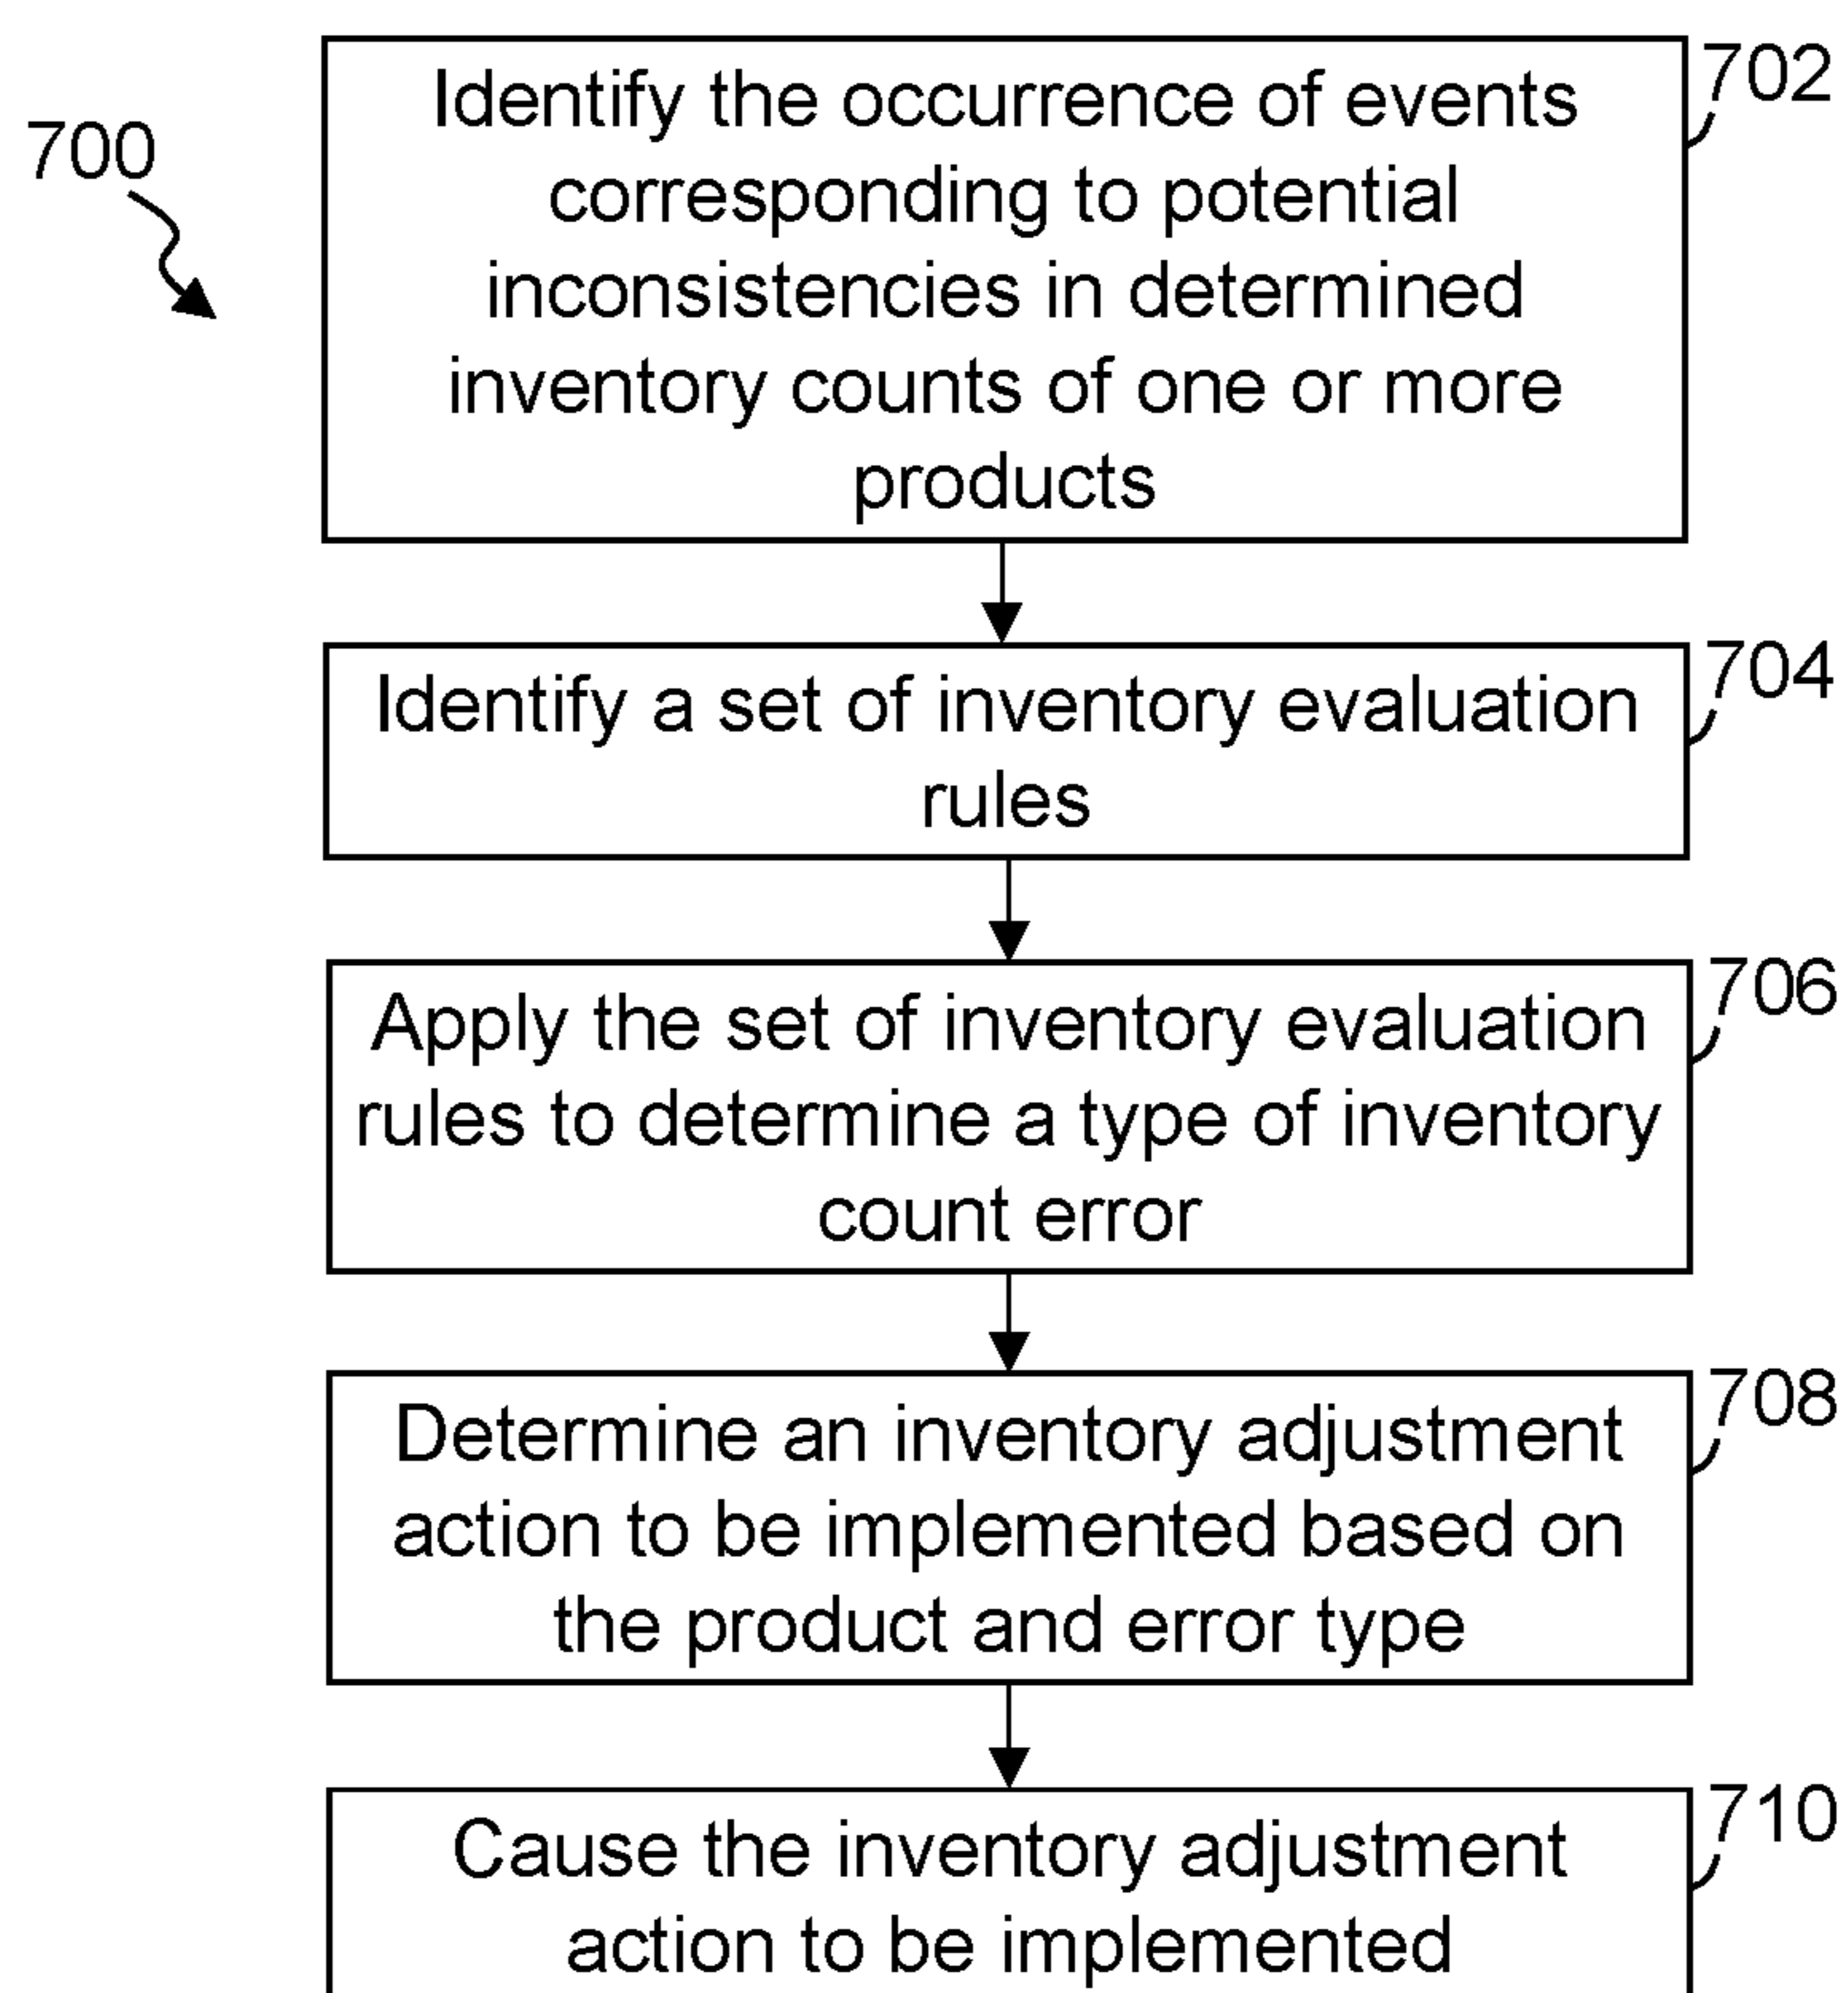 700
702
Identify the occurrence of events
corresponding to potential
inconsistencies in determined
inventory counts of one or more
products
704
Identify a set of inventory evaluation
rules
706
Apply the set of inventory evaluation
rules to determine a type of inventory
count error
708
Determine an inventory adjustment
action to be implemented based on
the product and error type
710
Cause the inventory adjustment
action to be implemented